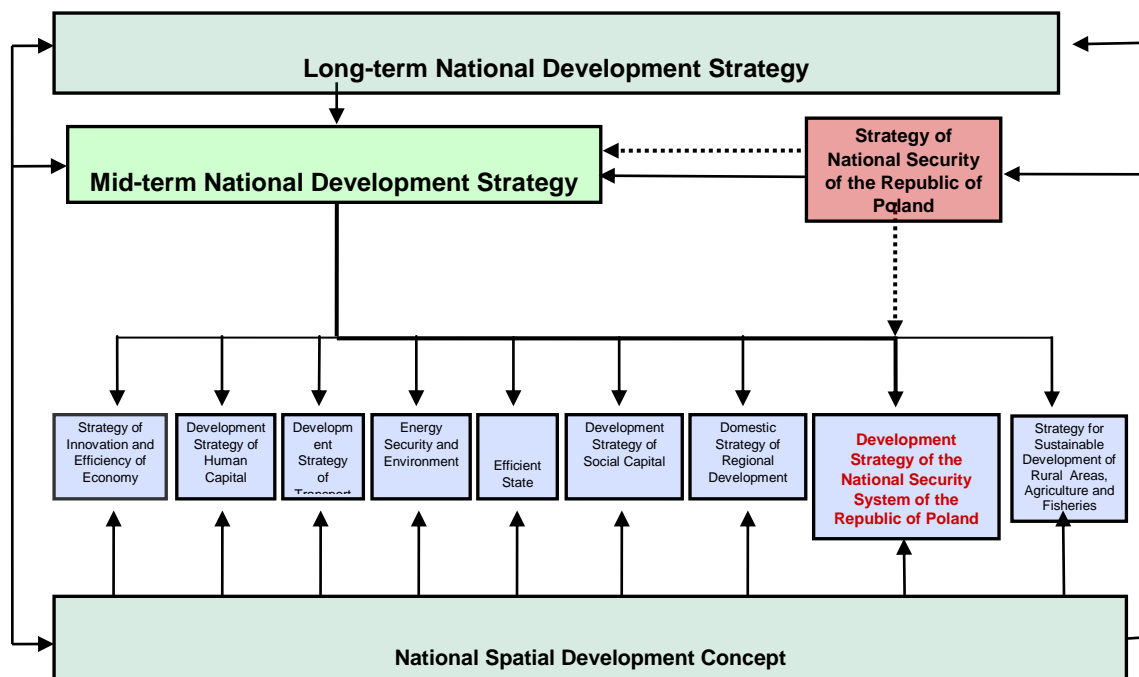 Long-term National Development Strategy
Mid-term National Development Strategy
Strategy of
National Security
of the Republic of
Poland
Strategy of
Innovation and
Efficiency of
Economy
Development
Strategy of
Human
Capital
Developm
ent
Strategy
of
Transport
Energy
Security and
Environment
Efficient
State
Development
Strategy of
Social Capital
Domestic
Strategy of
Regional
Development
Development
Strategy of the
National Security
System of the
Republic of Poland
Strategy for
Sustainable
Development of
Rural Areas,
Agriculture and
Fisheries
National Spatial Development Concept